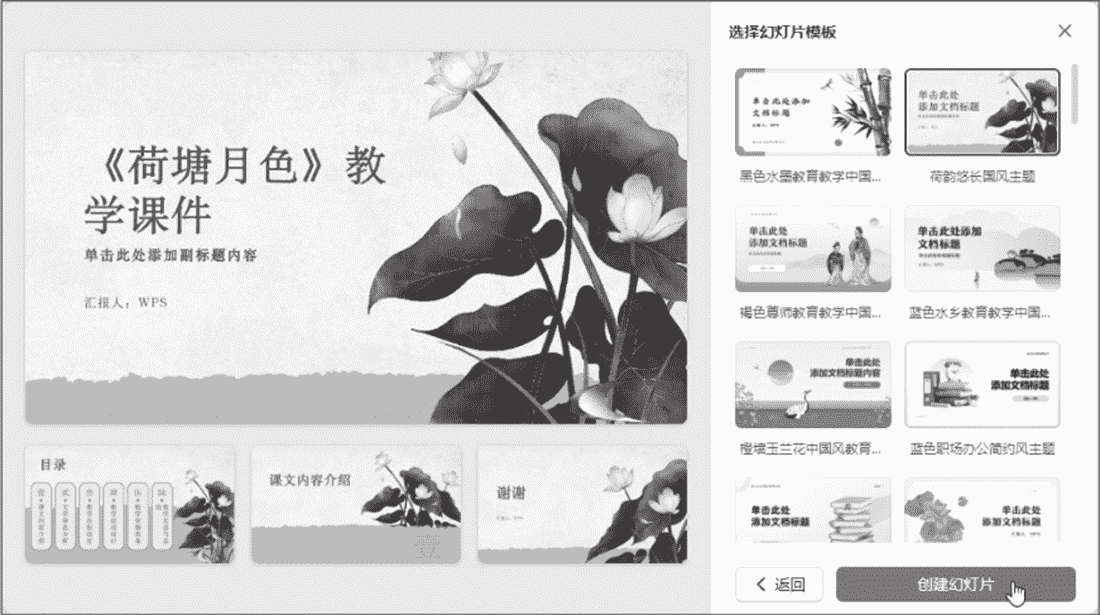 《荷塘月色》教
学课件
单击此处添加副标题内容
汇报人：WPS
目录
课文内容介绍
谢谢
选择幻灯片模板
单击此处添加
文档标题
黑色水墨教育教学中国...
单击此处
添加文档标题
荷韵悠长国风主题
单击此处
添加文档标题
褐色尊师教育教学中国...
单击此处添加
文档标题
蓝色水乡教育教学中国...
单击此处
添加文档标题内容
橙墙玉兰花中国风教育...
单击此处
添加文档标题
蓝色职场办公简约风主题
单击此处
添加文档标题
单击此处
添加文档标题
返回
创建幻灯片